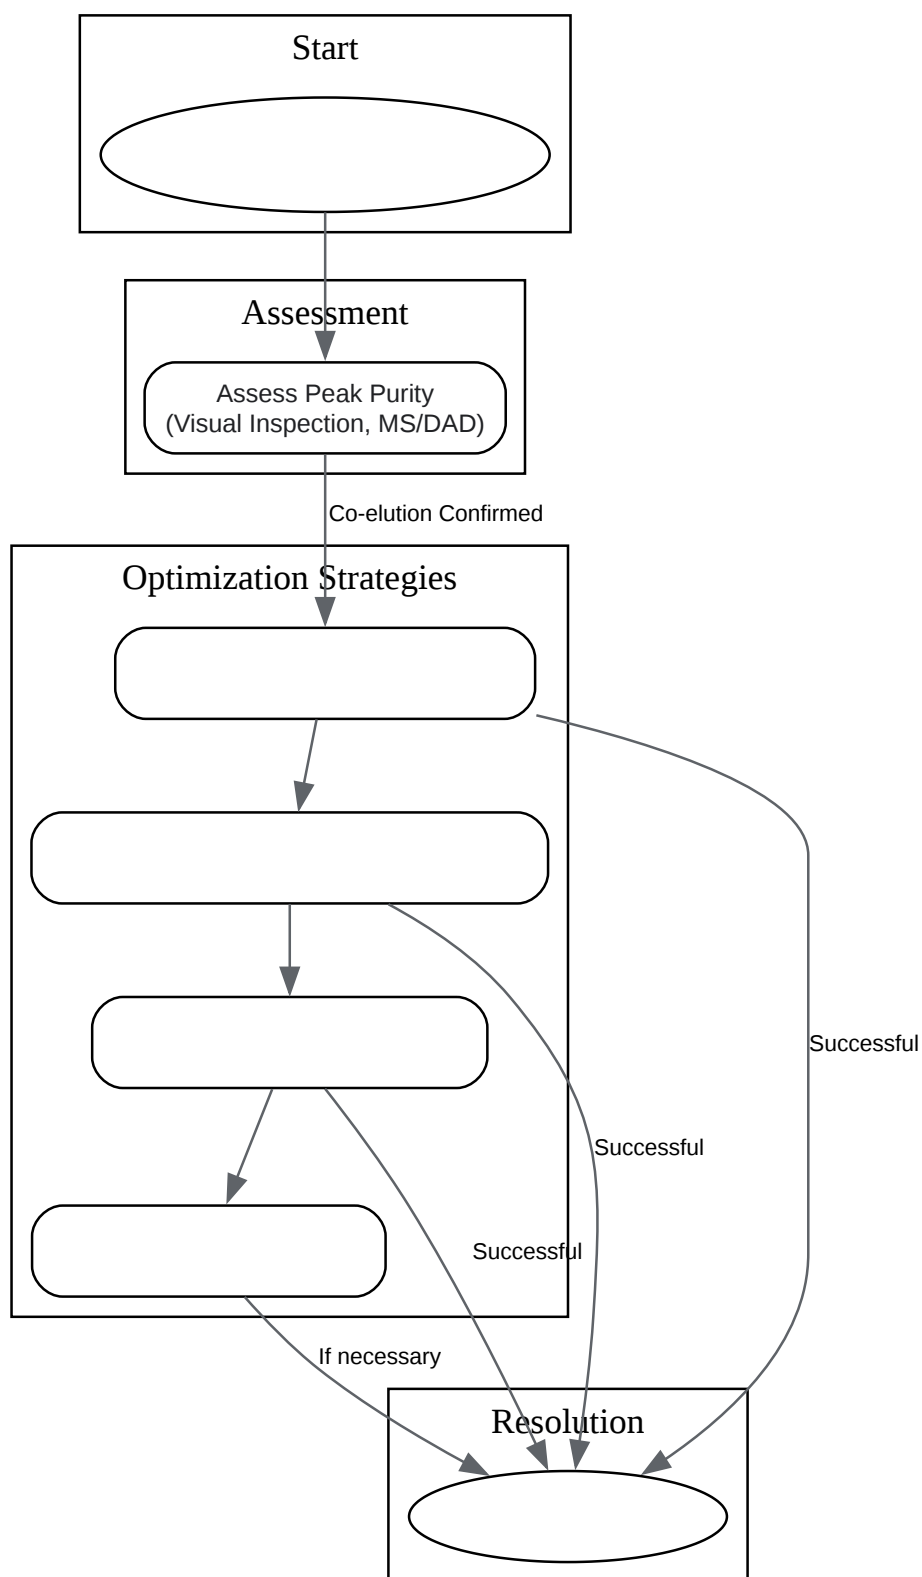 Start
Assessment
Assess Peak Purity
(Visual Inspection, MS/DAD)
Co-elution Confirmed
Optimization Strategies
Successful
Successful
Successful
If necessary
Resolution